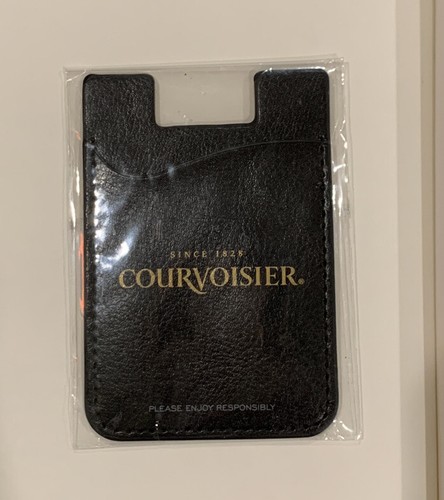 SINCE 1828
COURVOISIER®
PLEASE ENJOY RESPONSIBLY